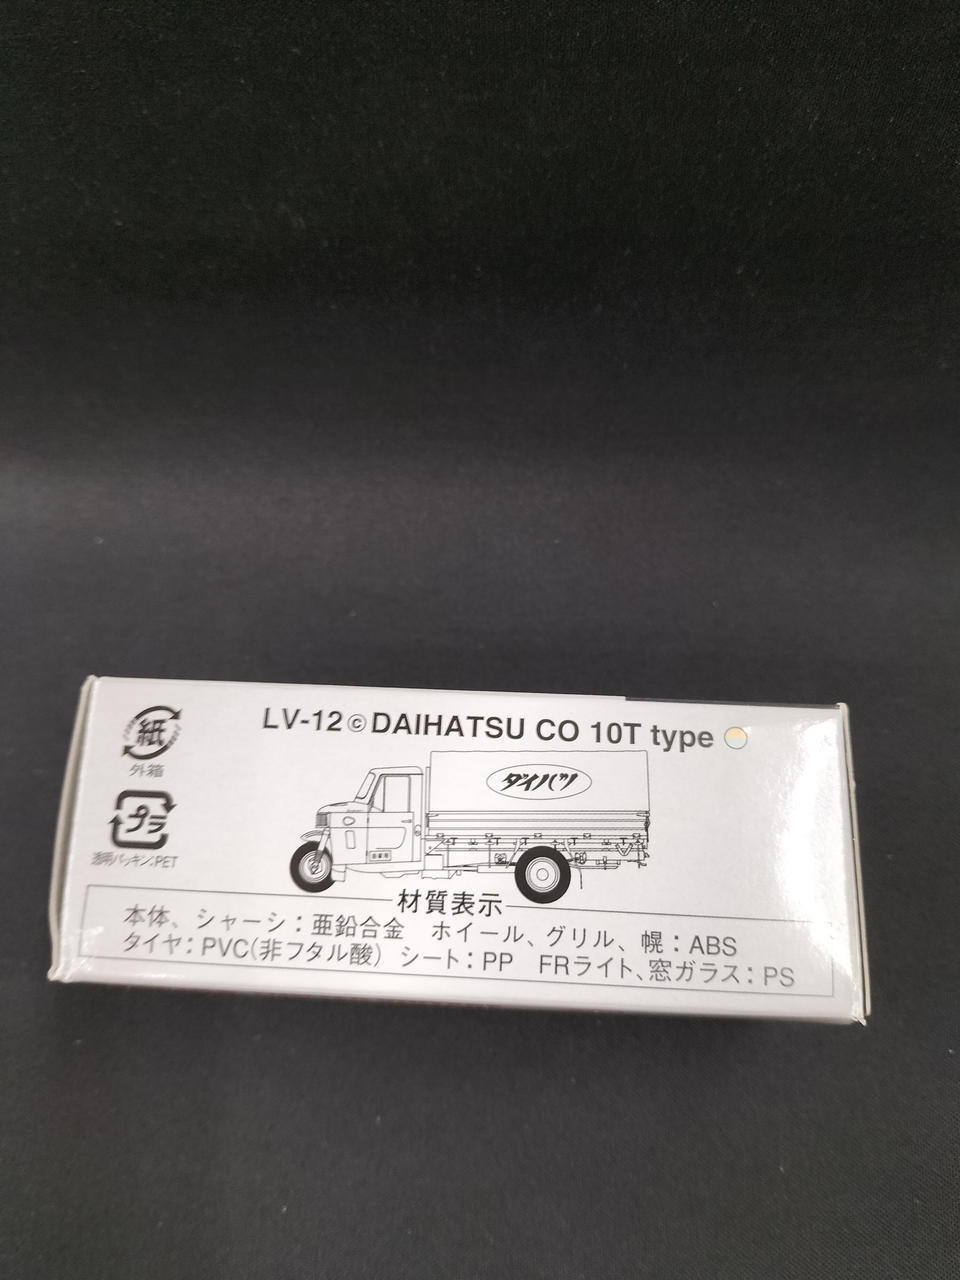 LV-12©DAIHATSU CO 10T type
紙
外箱
ダイハツ
プラ
透明パッキン:PET
自家用
材質表示
本体、シャーシ：亜鉛合金　ホイール、グリル、幌：ABS
タイヤ：PVC(非フタル酸)　シート：PP　FRライト、窓ガラス：PS